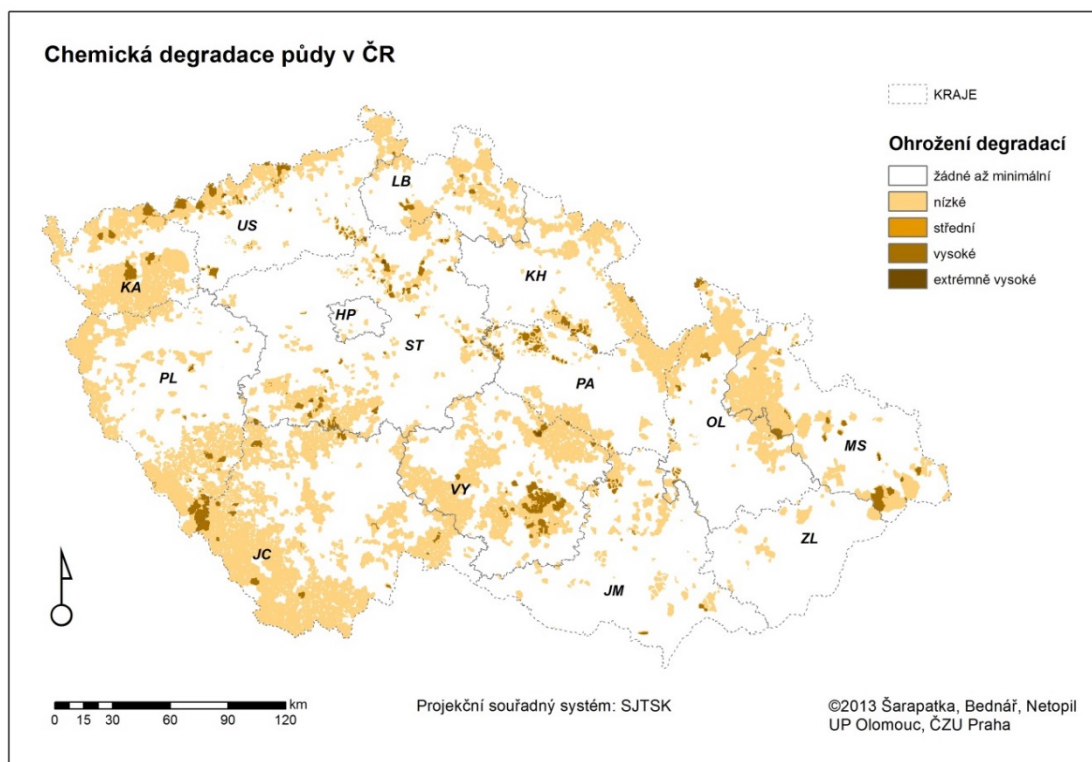 Chemická degradace půdy v ČR
KRAJE
Ohrožení degradací
žádné až minimální
nízké
střední
vysoké
extrémně vysoké
LB
US
KH
KA
HP
ST
PL
PA
OL
MS
VY
ZL
JC
JM
km
0 15 30 60 90 120
Projekční souřadný systém: SJTSK
©2013 Šarapatka, Bednář, Netopil
UP Olomouc, ČZU Praha